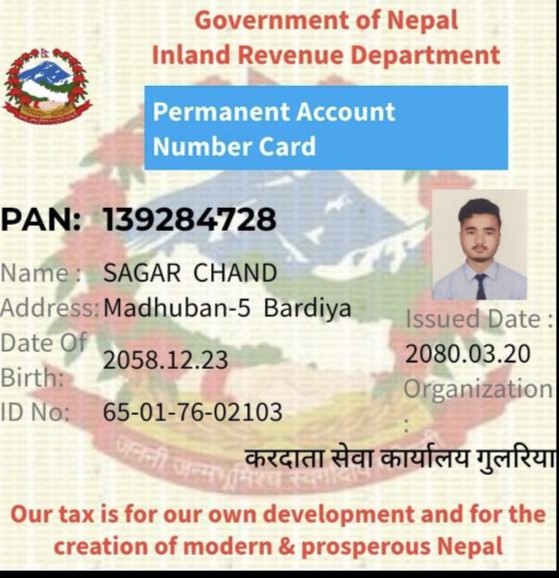 Government of Nepal
Inland Revenue Department
Permanent Account
Number Card
PAN: 139284728
Name : SAGAR CHAND
Address: Madhuban-5 Bardiya
Date Of Birth: 2058.12.23
ID No: 65-01-76-02103
Issued Date :
2080.03.20
Organization :
करदाता सेवा कार्यालय गुलरिया
जननी जन्मभूमिश्च स्वर्गादपि
Our tax is for our own development and for the
creation of modern & prosperous Nepal